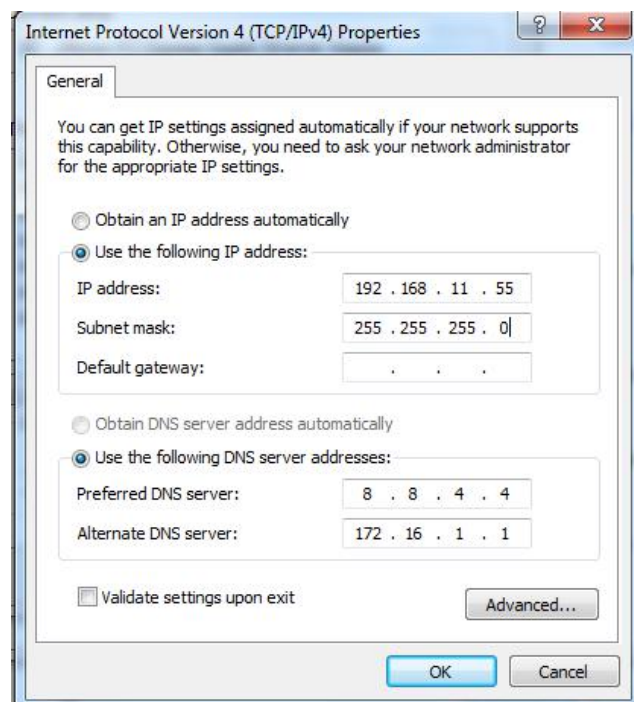 Internet Protocol Version 4 (TCP/IPv4) Properties
?
X
General
You can get IP settings assigned automatically if your network supports
this capability. Otherwise, you need to ask your network administrator
for the appropriate IP settings.
Obtain an IP address automatically
Use the following IP address:
IP address: 192 . 168 . 11 . 55
Subnet mask: 255 . 255 . 255 . 0
Default gateway: . . .
Obtain DNS server address automatically
Use the following DNS server addresses:
Preferred DNS server: 8 . 8 . 4 . 4
Alternate DNS server: 172 . 16 . 1 . 1
Validate settings upon exit
Advanced...
OK Cancel